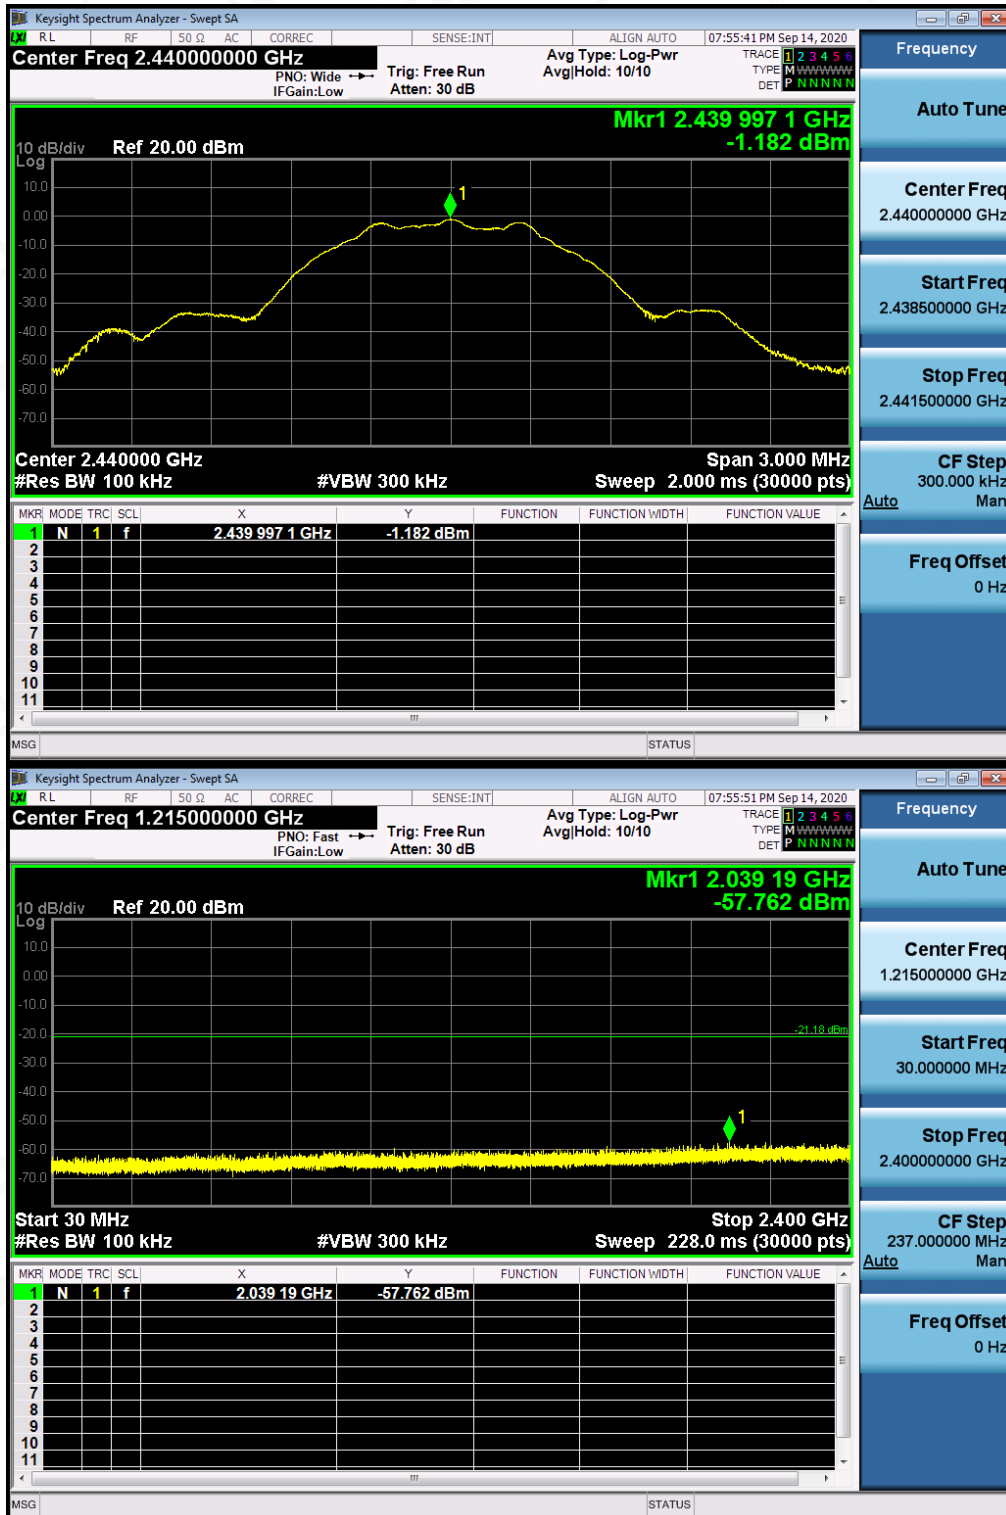 Keysight Spectrum Analyzer - Swept SA
LXI RL RF 50 Ω AC CORREC SENSE:INT ALIGN AUTO 07:55:41 PM Sep 14, 2020
Center Freq 2.440000000 GHz
PNO: Wide
IFGain:Low
Trig: Free Run
Atten: 30 dB
Avg Type: Log-Pwr
Avg|Hold: 10/10
TRACE 1 2 3 4 5 6
TYPE M WWWWW
DET P N N N N N
Mkr1 2.439 997 1 GHz
-1.182 dBm
10 dB/div Ref 20.00 dBm
Log
10.0
0.00
-10.0
-20.0
-30.0
-40.0
-50.0
-60.0
-70.0
1
Center 2.440000 GHz Span 3.000 MHz
#Res BW 100 kHz #VBW 300 kHz Sweep 2.000 ms (30000 pts)
MKR MODE TRC SCL X Y FUNCTION FUNCTION WIDTH FUNCTION VALUE
1 N 1 f 2.439 997 1 GHz -1.182 dBm
2
3
4
5
6
7
8
9
10
11
MSG STATUS
Frequency
Auto Tune
Center Freq
2.440000000 GHz
Start Freq
2.438500000 GHz
Stop Freq
2.441500000 GHz
CF Step
300.000 kHz
Auto Man
Freq Offset
0 Hz
Keysight Spectrum Analyzer - Swept SA
LXI RL RF 50 Ω AC CORREC SENSE:INT ALIGN AUTO 07:55:51 PM Sep 14, 2020
Center Freq 1.215000000 GHz
PNO: Fast
IFGain:Low
Trig: Free Run
Atten: 30 dB
Avg Type: Log-Pwr
Avg|Hold: 10/10
TRACE 1 2 3 4 5 6
TYPE M WWWWW
DET P N N N N N
Mkr1 2.039 19 GHz
-57.762 dBm
10 dB/div Ref 20.00 dBm
Log
10.0
0.00
-10.0
-20.0
-30.0
-40.0
-50.0
-60.0
-70.0
-21.18 dBm
1
Start 30 MHz Stop 2.400 GHz
#Res BW 100 kHz #VBW 300 kHz Sweep 228.0 ms (30000 pts)
MKR MODE TRC SCL X Y FUNCTION FUNCTION WIDTH FUNCTION VALUE
1 N 1 f 2.039 19 GHz -57.762 dBm
2
3
4
5
6
7
8
9
10
11
MSG STATUS
Frequency
Auto Tune
Center Freq
1.215000000 GHz
Start Freq
30.000000 MHz
Stop Freq
2.400000000 GHz
CF Step
237.000000 MHz
Auto Man
Freq Offset
0 Hz